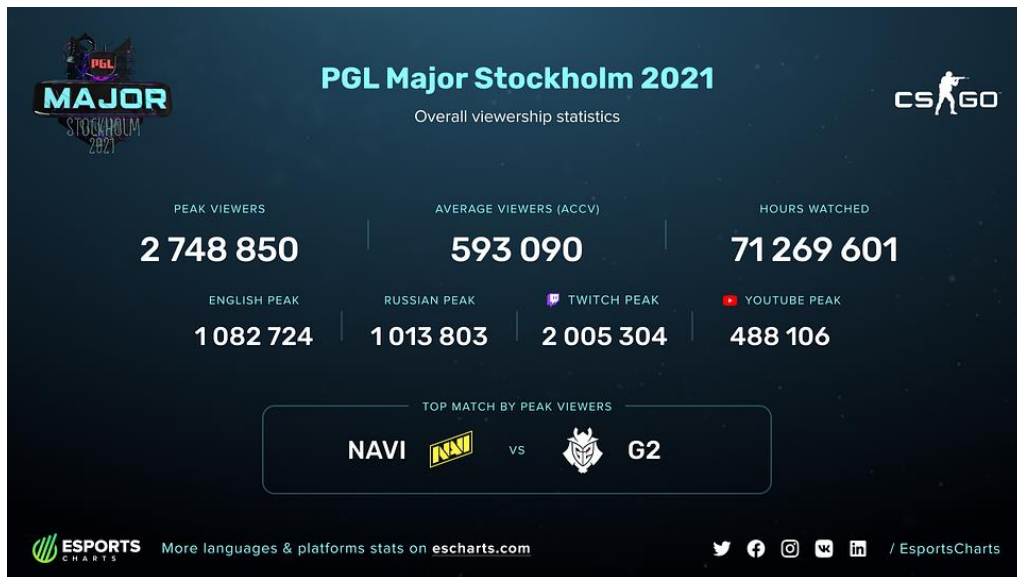 PGL
MAJOR
STOCKHOLM
2021
PGL Major Stockholm 2021
Overall viewership statistics
CS GO
PEAK VIEWERS
2 748 850
AVERAGE VIEWERS (ACCV)
593 090
HOURS WATCHED
71 269 601
ENGLISH PEAK
1 082 724
RUSSIAN PEAK
1 013 803
TWITCH PEAK
2 005 304
YOUTUBE PEAK
488 106
TOP MATCH BY PEAK VIEWERS
NAVI NAVI vs G2 G2
ESPORTS
CHARTS
More languages & platforms stats on escharts.com
/ EsportsCharts